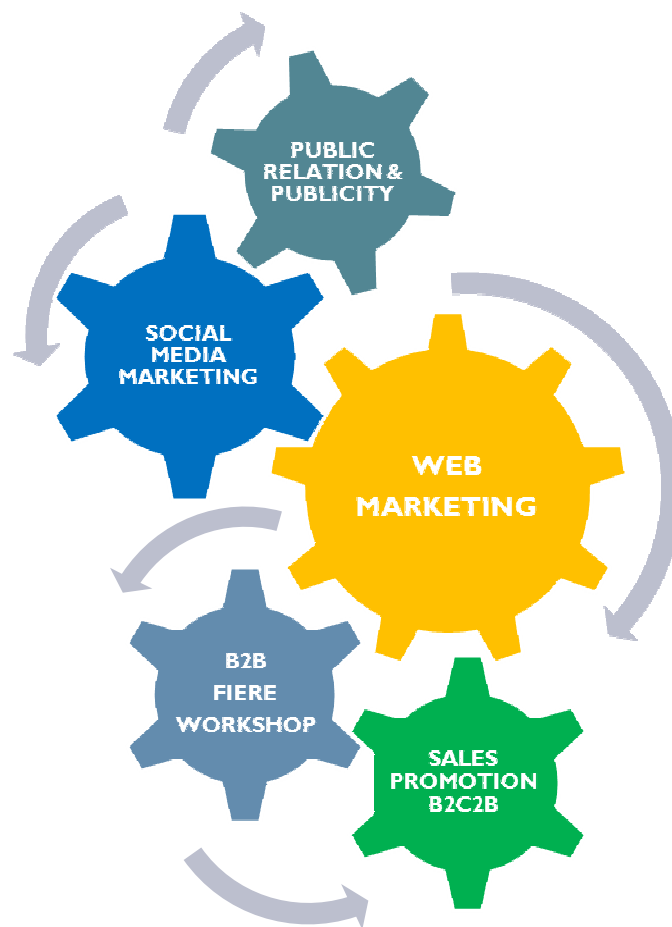 PUBLIC
RELATION &
PUBLICITY
SOCIAL
MEDIA
MARKETING
WEB
MARKETING
B2B
FIERE
WORKSHOP
SALES
PROMOTION
B2C2B